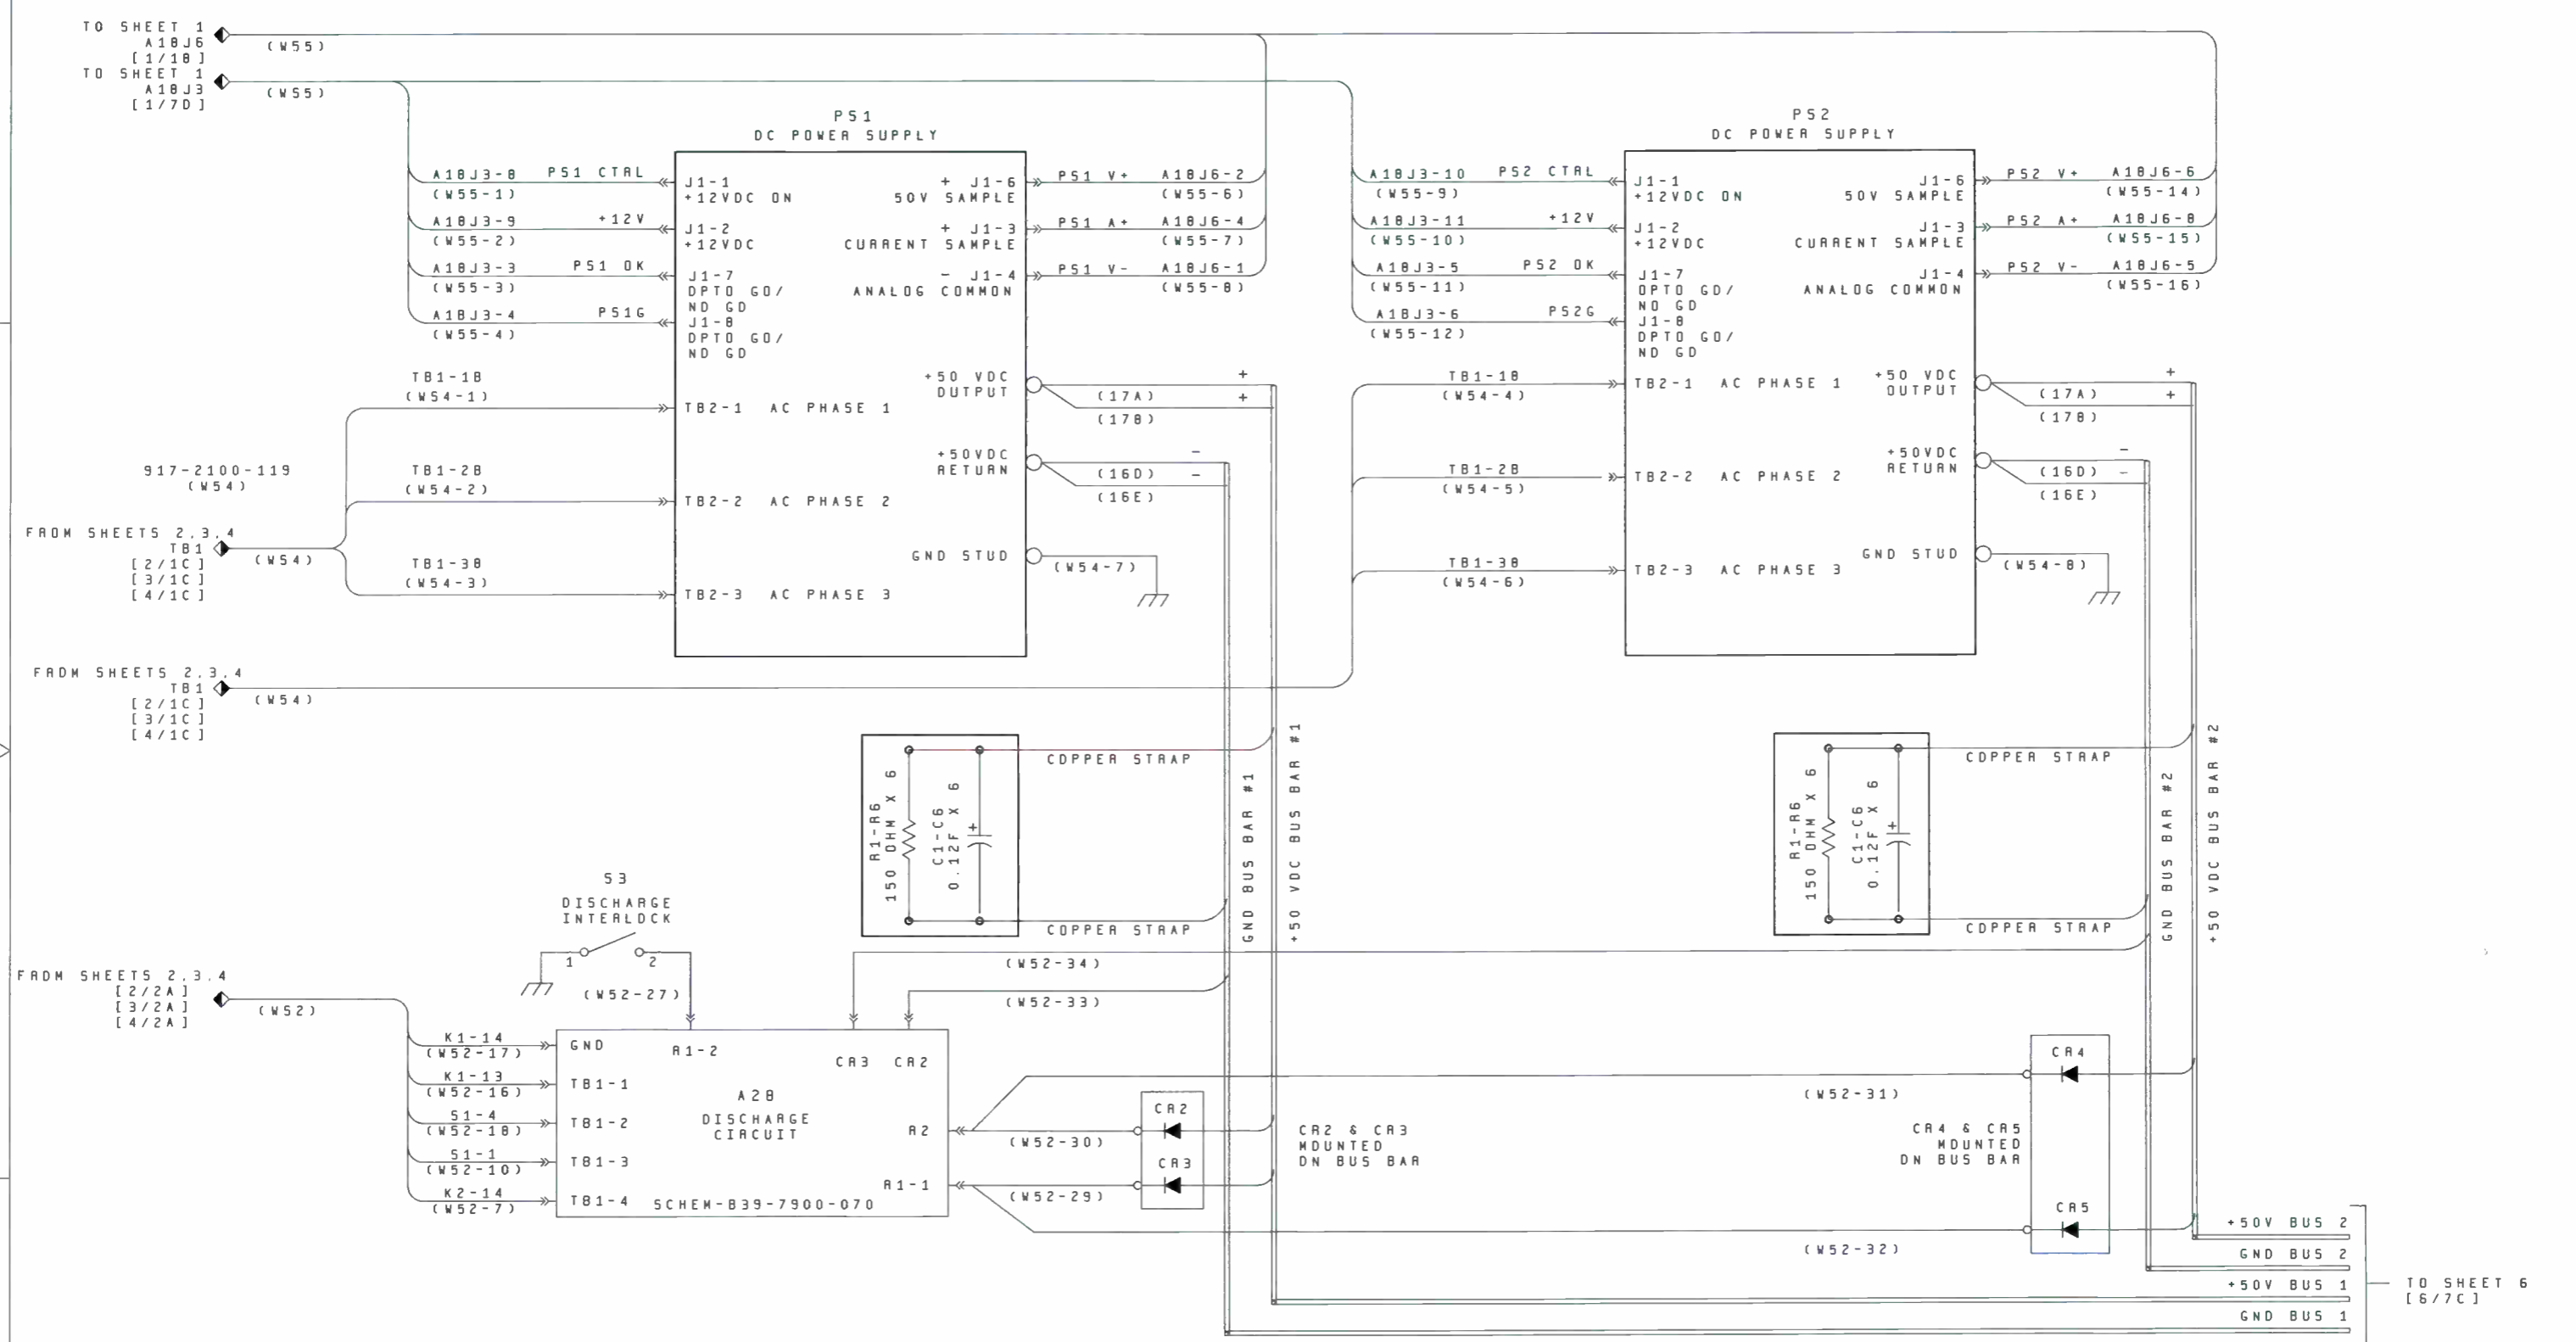 TO SHEET 1
A18J6
[1/1B]
(W55)
TO SHEET 1
A18J3
[1/7D]
(W55)
PS1
DC POWER SUPPLY
A18J3-8 PS1 CTRL
(W55-1)
A18J3-9 +12V
(W55-2)
A18J3-3 PS1 OK
(W55-3)
A18J3-4 PS1G
(W55-4)
J1-1
+12VDC ON
J1-2
+12VDC
J1-7
OPTO GO/
NO GO
J1-8
OPTO GO/
NO GO
+ J1-6
50V SAMPLE
+ J1-3
CURRENT SAMPLE
- J1-4
ANALOG COMMON
PS1 V+ A18J6-2
(W55-6)
PS1 A+ A18J6-4
(W55-7)
PS1 V- A18J6-1
(W55-8)
TB1-1B
(W54-1)
TB2-1 AC PHASE 1
TB1-2B
(W54-2)
TB2-2 AC PHASE 2
TB1-3B
(W54-3)
TB2-3 AC PHASE 3
+50 VDC
OUTPUT
+
(17A)
+
(17B)
+50VDC
RETURN
-
(16D)
-
(16E)
GND STUD
(W54-7)
917-2100-119
(W54)
FROM SHEETS 2,3,4
TB1
[2/1C]
[3/1C]
[4/1C]
(W54)
FROM SHEETS 2,3,4
TB1
[2/1C]
[3/1C]
[4/1C]
(W54)
PS2
DC POWER SUPPLY
A18J3-10 PS2 CTRL
(W55-9)
A18J3-11 +12V
(W55-10)
A18J3-5 PS2 OK
(W55-11)
A18J3-6 PS2G
(W55-12)
J1-1
+12VDC ON
J1-2
+12VDC
J1-7
OPTO GO/
NO GO
J1-8
OPTO GO/
NO GO
J1-6
50V SAMPLE
J1-3
CURRENT SAMPLE
J1-4
ANALOG COMMON
PS2 V+ A18J6-6
(W55-14)
PS2 A+ A18J6-8
(W55-15)
PS2 V- A18J6-5
(W55-16)
TB1-1B
(W54-4)
TB2-1 AC PHASE 1
TB1-2B
(W54-5)
TB2-2 AC PHASE 2
TB1-3B
(W54-6)
TB2-3 AC PHASE 3
+50 VDC
OUTPUT
+
(17A)
+
(17B)
+50VDC
RETURN
-
(16D)
-
(16E)
GND STUD
(W54-8)
R1-R6
150 OHM X 6
C1-C6
0.12F X 6
+
COPPER STRAP
COPPER STRAP
GND BUS BAR #1
+50 VDC BUS BAR #1
R1-R6
150 OHM X 6
C1-C6
0.12F X 6
+
COPPER STRAP
COPPER STRAP
GND BUS BAR #2
+50 VDC BUS BAR #2
S3
DISCHARGE
INTERLOCK
1
2
(W52-27)
(W52-34)
(W52-33)
FROM SHEETS 2,3,4
[2/2A]
[3/2A]
[4/2A]
(W52)
K1-14
(W52-17)
K1-13
(W52-16)
S1-4
(W52-18)
S1-1
(W52-10)
K2-14
(W52-7)
GND
TB1-1
TB1-2
TB1-3
TB1-4
R1-2
CR3 CR2
A28
DISCHARGE
CIRCUIT
R2
R1-1
SCHEM-839-7900-070
(W52-30)
(W52-29)
CR2
CR3
CR2 & CR3
MOUNTED
ON BUS BAR
(W52-31)
(W52-32)
CR4
CR4 & CR5
MOUNTED
ON BUS BAR
CR5
+50V BUS 2
GND BUS 2
+50V BUS 1
GND BUS 1
TO SHEET 6
[6/7C]